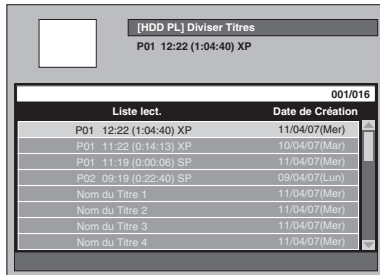 [HDD PL] Diviser Titres
P01 12:22 (1:04:40) XP
001/016
Liste lect. Date de Création
P01 12:22 (1:04:40) XP 11/04/07(Mer)
P01 11:22 (0:14:13) XP 10/04/07(Mar)
P01 11:19 (0:00:06) SP 11/04/07(Mer)
P02 09:19 (0:22:40) SP 09/04/07(Lun)
Nom du Titre 1 11/04/07(Mer)
Nom du Titre 2 11/04/07(Mer)
Nom du Titre 3 11/04/07(Mer)
Nom du Titre 4 11/04/07(Mer)